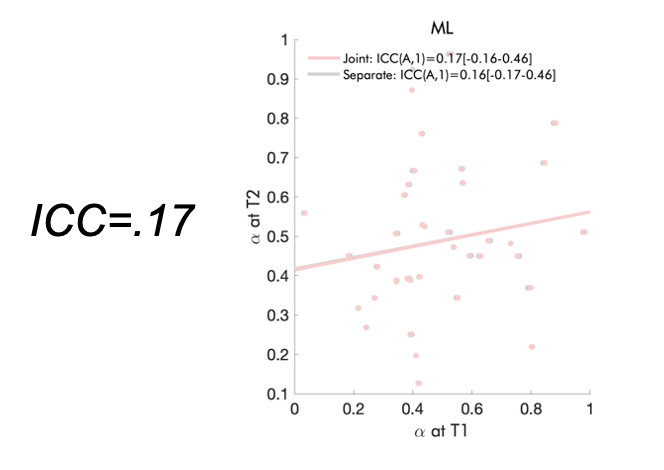 ICC=.17
ML
Joint: ICC(A,1)=0.17[-0.16-0.46]
Separate: ICC(A,1)=0.16[-0.17-0.46]
α at T2
1
0.9
0.8
0.7
0.6
0.5
0.4
0.3
0.2
0.1
0 0.2 0.4 0.6 0.8 1
α at T1